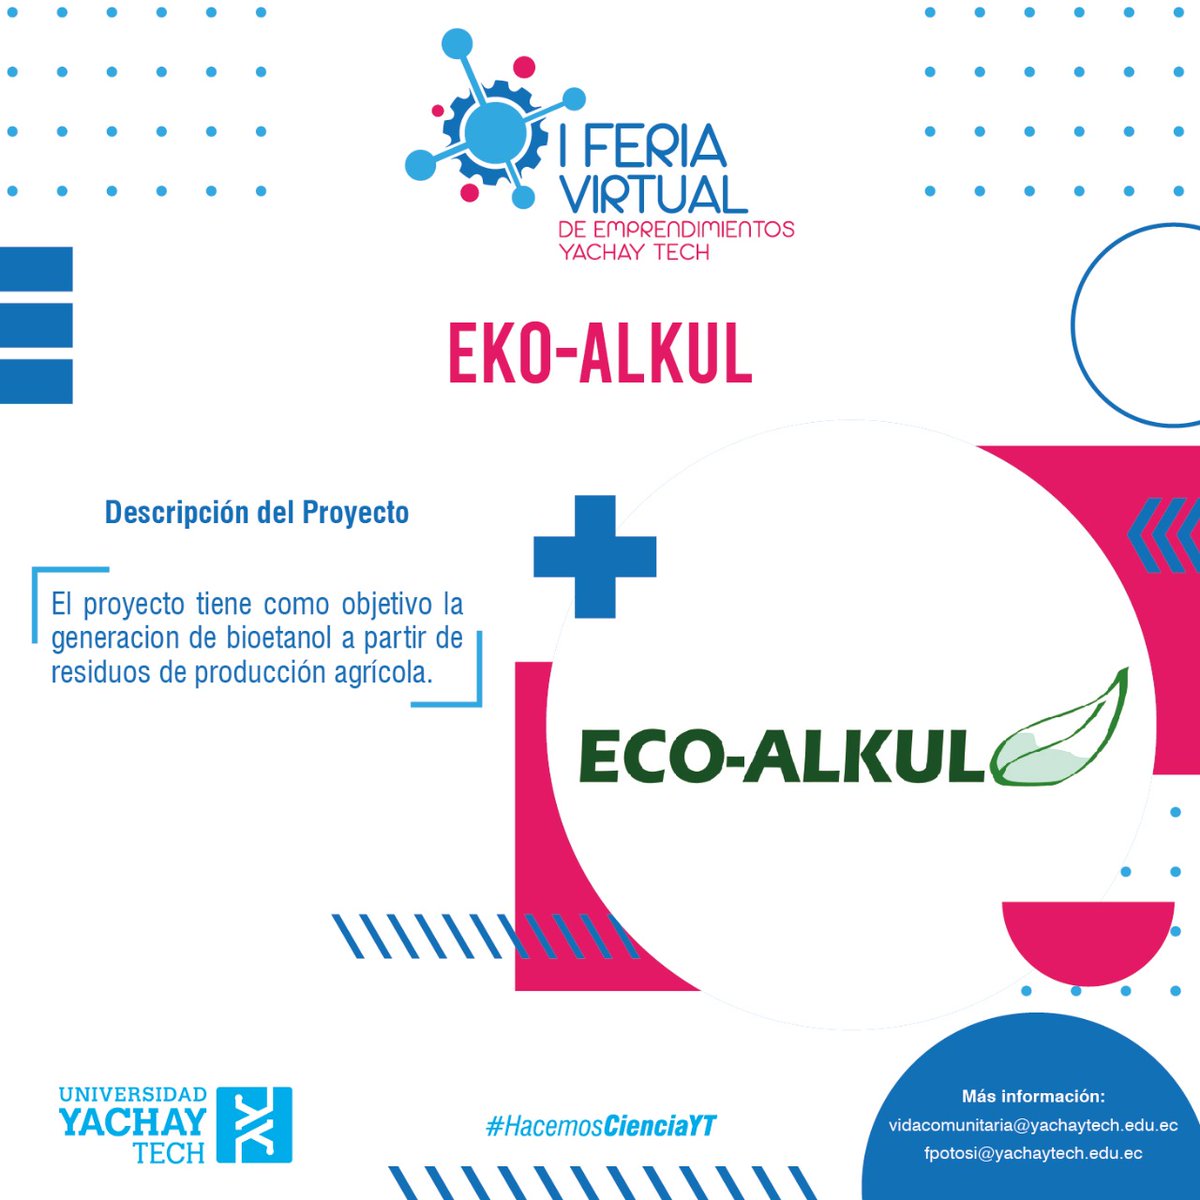 I FERIA
VIRTUAL
DE EMPRENDIMIENTOS
YACHAY TECH
EKO-ALKUL
Descripción del Proyecto
El proyecto tiene como objetivo la
generacion de bioetanol a partir de
residuos de producción agrícola.
ECO-ALKUL
UNIVERSIDAD
YACHAY
TECH
#HacemosCienciaYT
Más información:
vidacomunitaria@yachaytech.edu.ec
fpotosi@yachaytech.edu.ec